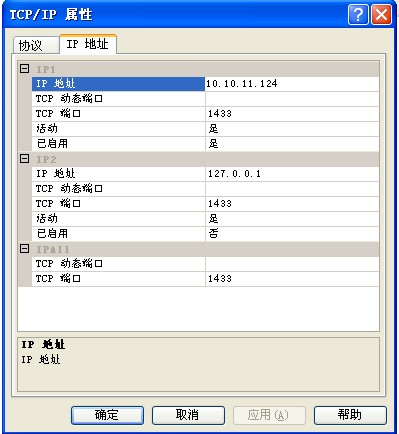 TCP/IP 属性
协议 IP 地址
IP1
IP 地址 10.10.11.124
TCP 动态端口
TCP 端口 1433
活动 是
已启用 是
IP2
IP 地址 127.0.0.1
TCP 动态端口
TCP 端口 1433
活动 是
已启用 否
IPAll
TCP 动态端口
TCP 端口 1433
IP 地址
IP 地址
确定 取消 应用(A) 帮助